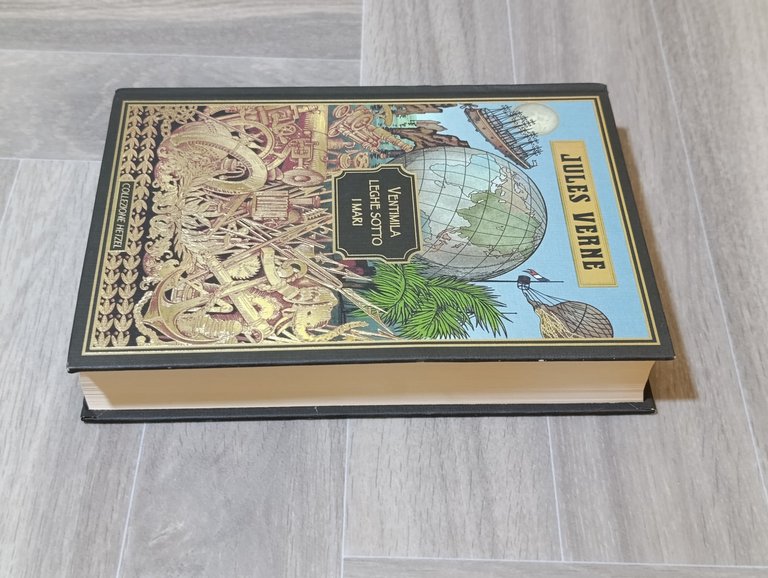 JULES VERNE
VENTIMILA
LEGHE SOTTO
I MARI
COLLEZIONE HETZEL